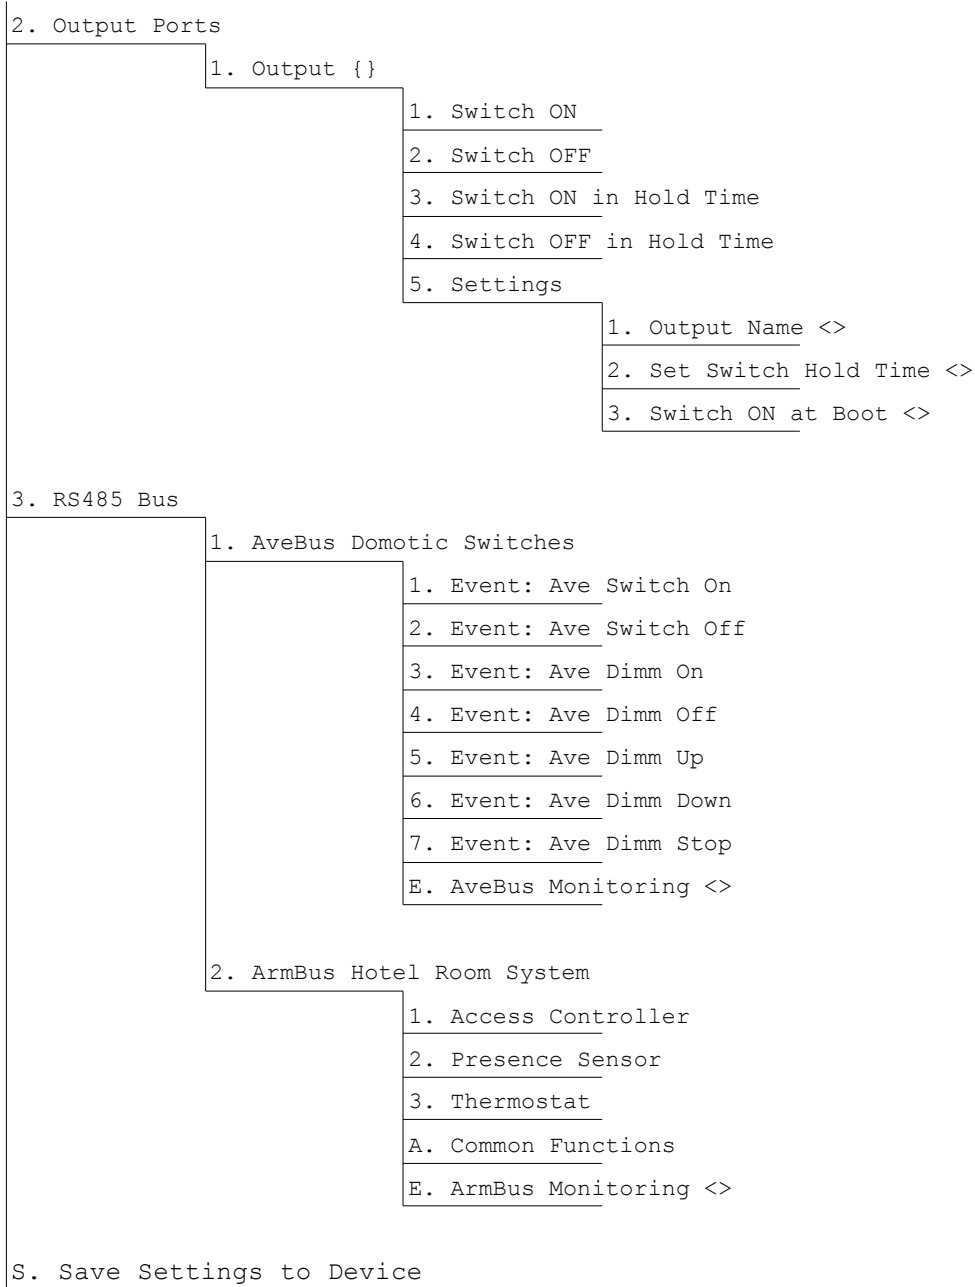 2. Output Ports
1. Output {}
1. Switch ON
2. Switch OFF
3. Switch ON in Hold Time
4. Switch OFF in Hold Time
5. Settings
1. Output Name <>
2. Set Switch Hold Time <>
3. Switch ON at Boot <>
3. RS485 Bus
1. AveBus Domotic Switches
1. Event: Ave Switch On
2. Event: Ave Switch Off
3. Event: Ave Dimm On
4. Event: Ave Dimm Off
5. Event: Ave Dimm Up
6. Event: Ave Dimm Down
7. Event: Ave Dimm Stop
E. AveBus Monitoring <>
2. ArmBus Hotel Room System
1. Access Controller
2. Presence Sensor
3. Thermostat
A. Common Functions
E. ArmBus Monitoring <>
S. Save Settings to Device